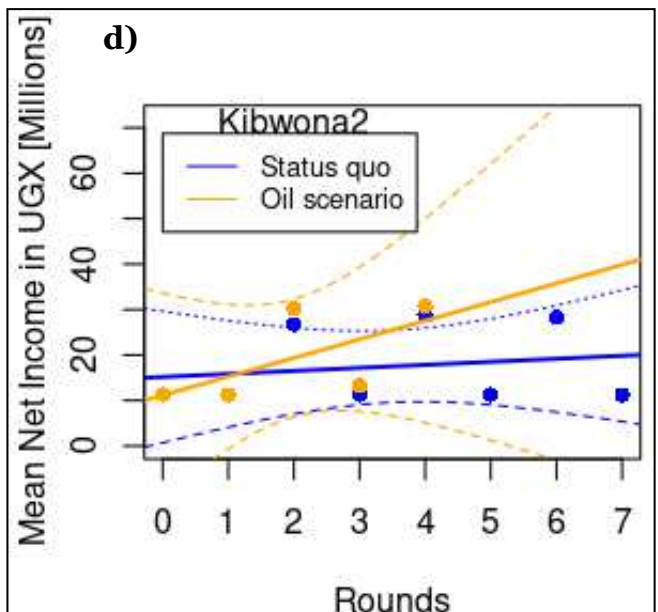 d)
Mean Net Income in UGX [Millions]
Kibwona2
Status quo
Oil scenario
60
40
20
0
0 1 2 3 4 5 6 7
Rounds